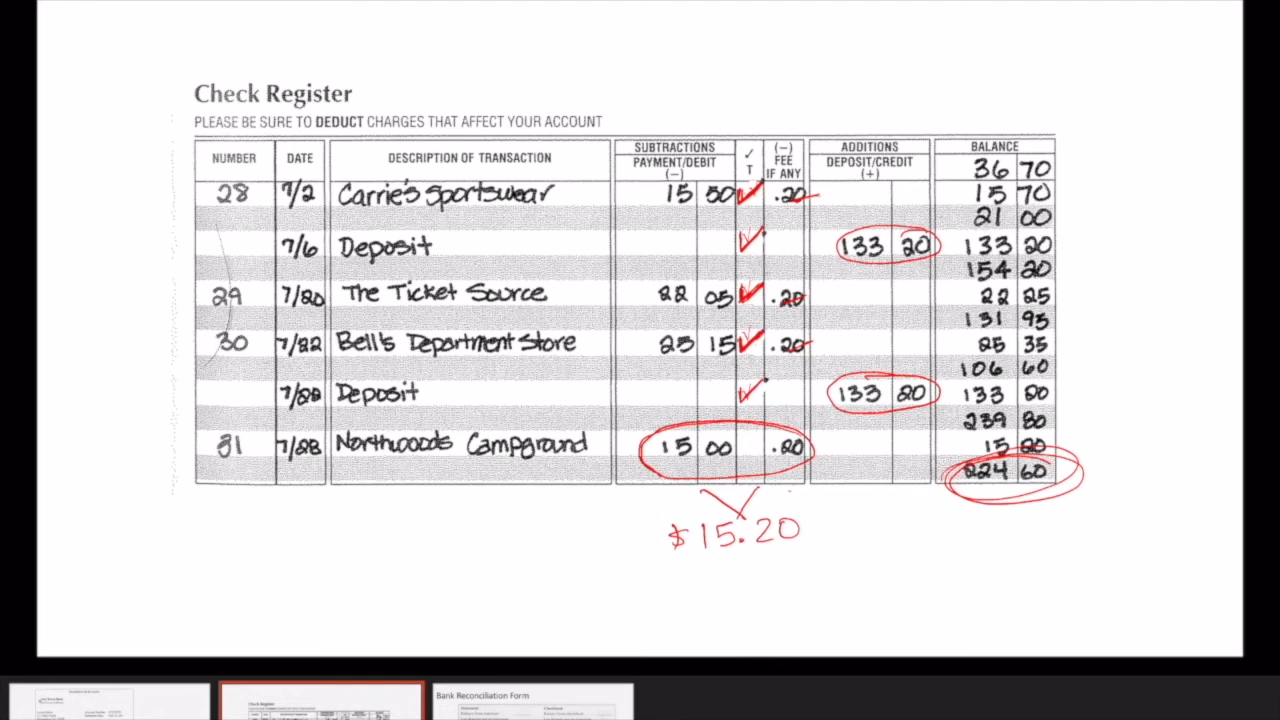 Check Register
PLEASE BE SURE TO DEDUCT CHARGES THAT AFFECT YOUR ACCOUNT
NUMBER DATE DESCRIPTION OF TRANSACTION SUBTRACTIONS PAYMENT/DEBIT (-) ✓ T (-) FEE IF ANY ADDITIONS DEPOSIT/CREDIT (+) BALANCE
36 70
28 7/2 Carrie's Sportswear 15 50 ✓ .20 15 70
21 00
7/6 Deposit ✓ 133 20 133 20
154 20
29 7/20 The Ticket Source 22 05 ✓ .20 22 25
131 95
30 7/22 Bell's Department Store 25 15 ✓ .20 25 35
106 60
7/28 Deposit ✓ 133 20 133 20
239 80
31 7/28 Northwoods Campground 15 00 .20 15 20
224 60
$15.20
Check Register
Bank Reconciliation Form